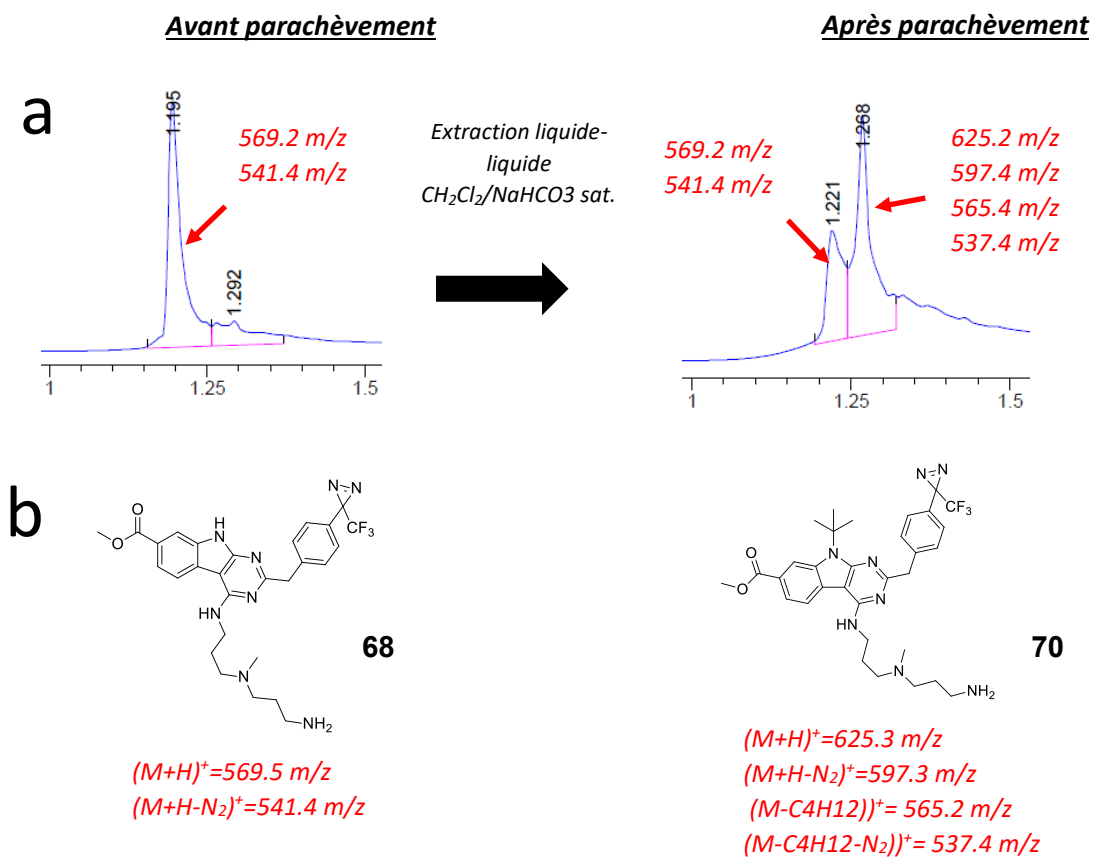 Avant parachèvement
Après parachèvement
a
1.195
569.2 m/z
541.4 m/z
1.292
1
1.25
1.5
Extraction liquide-
liquide
CH₂Cl₂/NaHCO3 sat.
569.2 m/z
541.4 m/z
1.221
1.268
625.2 m/z
597.4 m/z
565.4 m/z
537.4 m/z
1
1.25
1.5
b
N N
CF₃
O
O
H
N
N
N
HN
N
NH₂
68
(M+H)⁺=569.5 m/z
(M+H-N₂)⁺=541.4 m/z
N N
CF₃
O
O
N
N
N
HN
N
NH₂
70
(M+H)⁺=625.3 m/z
(M+H-N₂)⁺=597.3 m/z
(M-C4H12))⁺= 565.2 m/z
(M-C4H12-N₂))⁺= 537.4 m/z